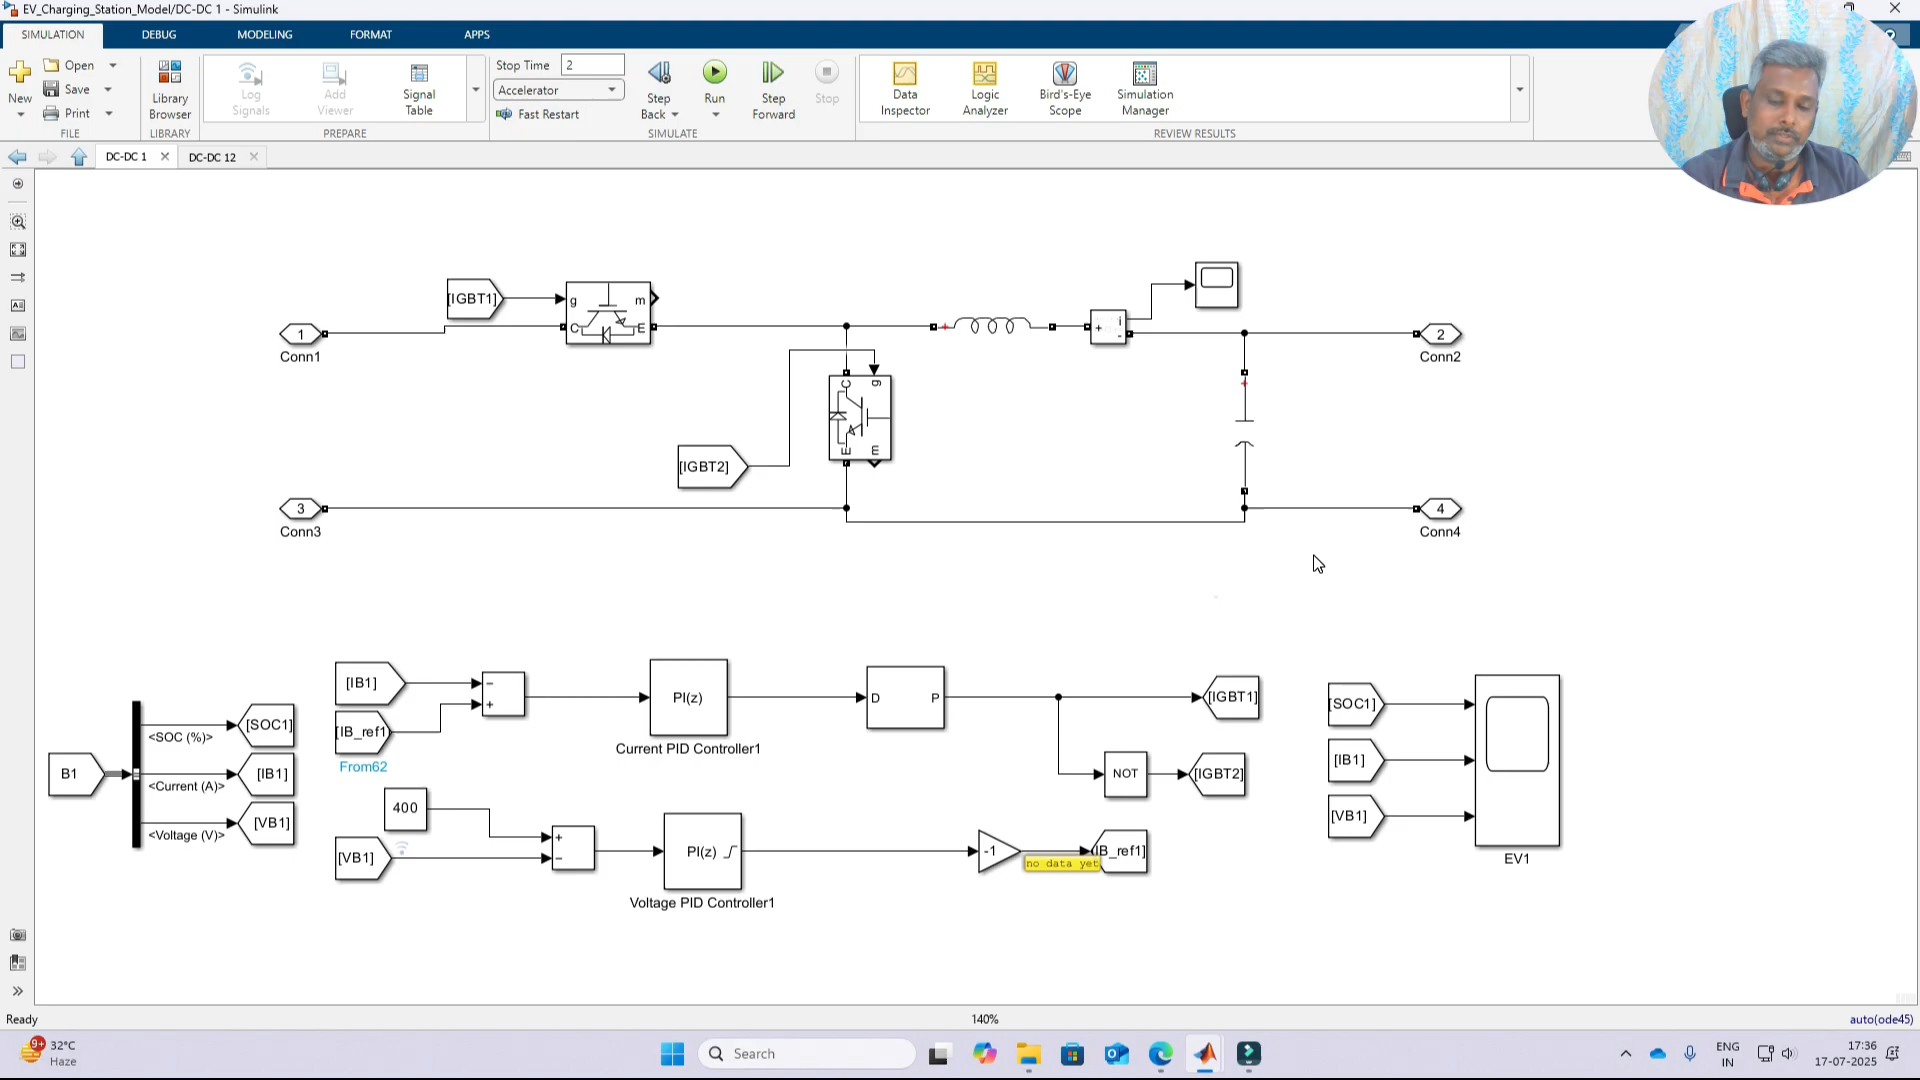 EV_Charging_Station_Model/DC-DC 1 - Simulink
SIMULATION DEBUG MODELING FORMAT APPS
New
Open
Save
Print
FILE
Library
Browser
LIBRARY
Log
Signals
Add
Viewer
Signal
Table
PREPARE
Stop Time 2
Accelerator
Fast Restart
Step
Back
Run
Step
Forward
Stop
SIMULATE
Data
Inspector
Logic
Analyzer
Bird's-Eye
Scope
Simulation
Manager
REVIEW RESULTS
DC-DC 1
DC-DC 12
[IGBT1]
g m
C E
1
Conn1
+
+ i
-
2
Conn2
C g
E m
+
[IGBT2]
3
Conn3
4
Conn4
[IB1]
[IB_ref1]
From62
-
+
PI(z)
Current PID Controller1
D P
[IGBT1]
NOT
[IGBT2]
B1
<SOC (%)>
[SOC1]
<Current (A)>
[IB1]
<Voltage (V)>
[VB1]
400
[VB1]
+
-
PI(z)
Voltage PID Controller1
-1
no data yet
[IB_ref1]
[SOC1]
[IB1]
[VB1]
EV1
Ready
140%
auto(ode45)
9+
32°C
Haze
Search
ENG
IN
17:36
17-07-2025